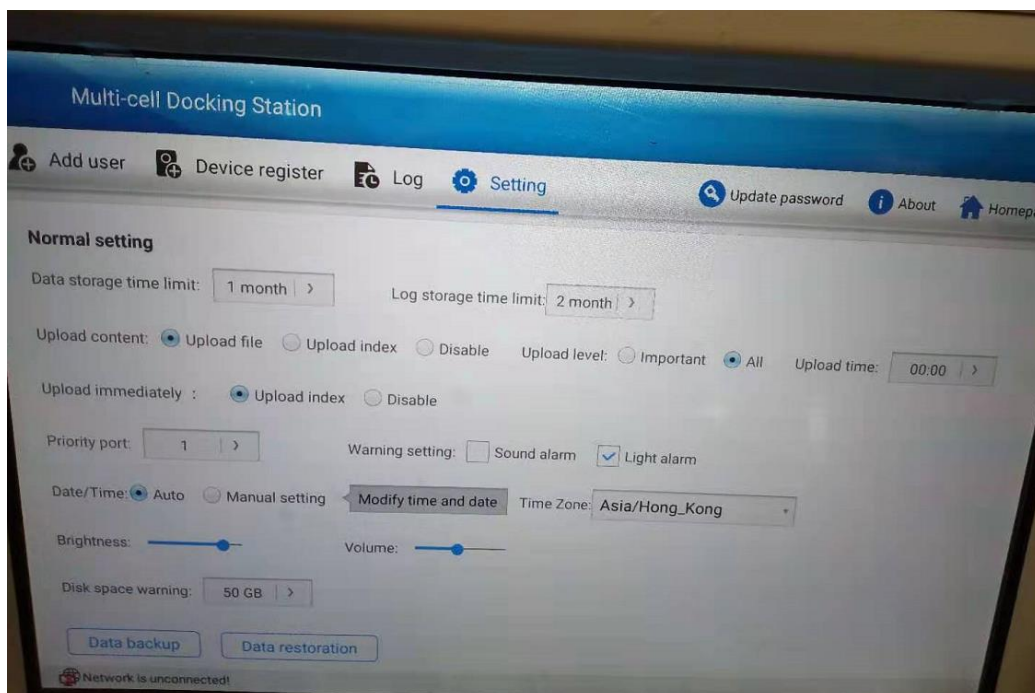 Multi-cell Docking Station
Add user Device register Log Setting Update password About Homep
Normal setting
Data storage time limit: 1 month > Log storage time limit: 2 month >
Upload content: Upload file Upload index Disable Upload level: Important All Upload time: 00:00 >
Upload immediately : Upload index Disable
Priority port: 1 > Warning setting: Sound alarm Light alarm
Date/Time: Auto Manual setting Modify time and date Time Zone: Asia/Hong_Kong
Brightness: Volume:
Disk space warning: 50 GB >
Data backup Data restoration
Network is unconnected!